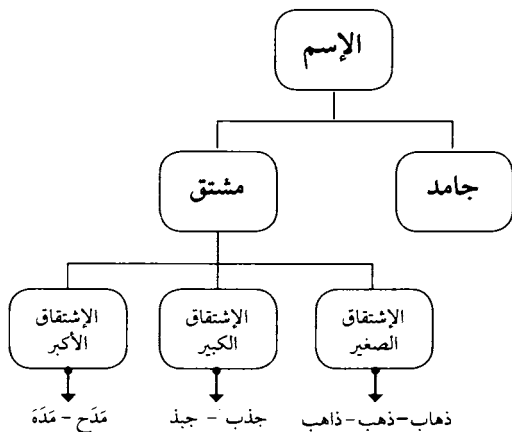 الإسم
جامد
مشتق
الإشتقاق
الصغير
الإشتقاق
الكبير
الإشتقاق
الأكبر
ذهاب-ذهب-ذاهب
جذب - جبذ
مَدَح - مَدَهَ